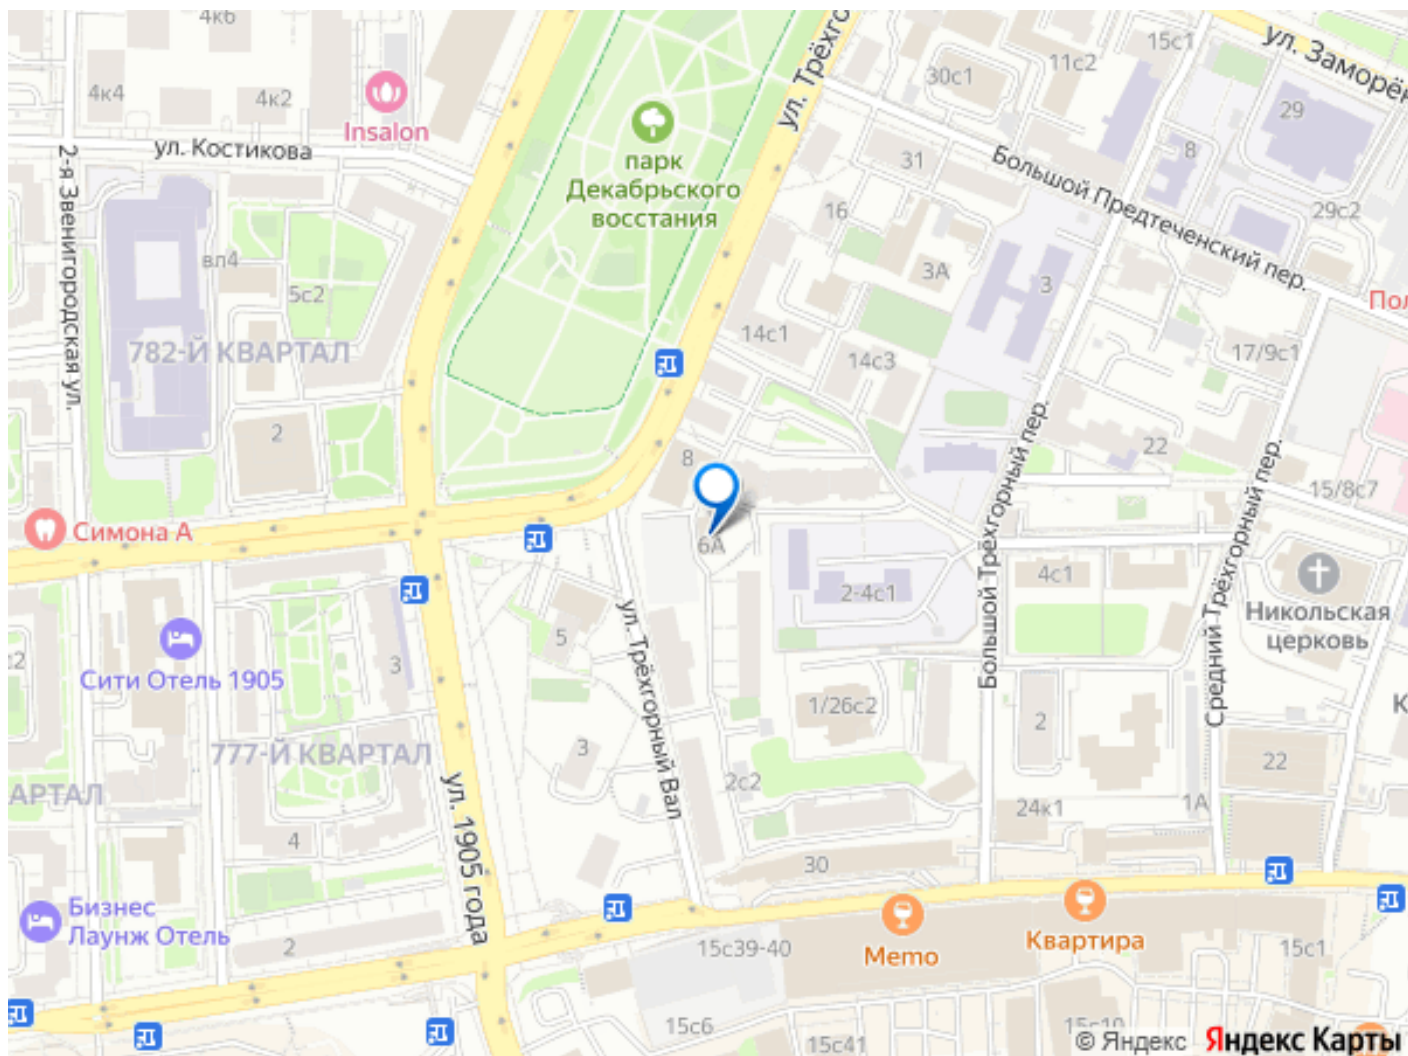 4к6
ул. Трёхго
15с1
ул. Заморён
11с2
30с1
4к4
4к2
Insalon
29
ул. Костикова
парк
Декабрьского
восстания
31
8
Большой Предтеченский пер.
2-я Звенигородская ул.
16
29с2
вл4
3А
3
5с2
Пол
782-Й КВАРТАЛ
14с1
14с3
17/9с1
2
8
22
15/8с7
Симона А
6А
Большой Трёхгорный пер.
Средний Трёхгорный пер.
4с1
2-4с1
Никольская
церковь
5
ул. Трёхгорный Вал
3
с2
Сити Отель 1905
1/26с2
2
К
777-Й КВАРТАЛ
3
22
АРТАЛ
ул. 1905 года
2с2
1А
24к1
4
30
Бизнес
Лаунж Отель
2
15с39-40
Memo
Квартира
15с1
15с6
15с41
15с10
© Яндекс Яндекс Карты